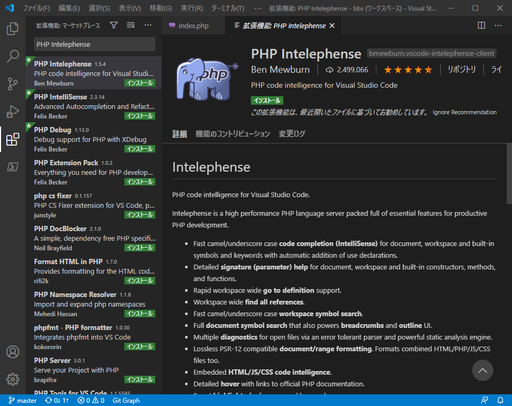 ファイル(F) 編集(E) 選択(S) 表示(V) 移動(G) 実行(R) ターミナル(T) ··· 拡張機能: PHP Intelephense - bbs (ワークスペース) - Visual St...
拡張機能: マーケットプレース
index.php
拡張機能: PHP Intelephense
PHP Intelephense
PHP Intelephense 1.5.4
PHP code intelligence for Visual Studi...
Ben Mewburn インストール
PHP IntelliSense 2.3.14
Advanced Autocompletion and Refact...
Felix Becker インストール
PHP Debug 1.13.0
Debug support for PHP with XDebug
Felix Becker インストール
PHP Extension Pack 1.0.2
Everything you need for PHP develop...
Felix Becker インストール
php cs fixer 0.1.157
PHP CS Fixer extension for VS Code, p...
junstyle インストール
PHP DocBlocker 2.1.0
A simple, dependency free PHP specifi...
Neil Brayfield インストール
Format HTML in PHP 1.7.0
Provides formatting for the HTML cod...
rifi2k インストール
PHP Namespace Resolver 1.1.8
Import and expand php namespaces
Mehedi Hassan インストール
phpfmt - PHP formatter 1.0.30
Integrates phpfmt into VS Code
kokororin インストール
PHP Server 3.0.1
Serve your Project with PHP
brapifra インストール
PHP Tools for VS Code
php
PHP Intelephense bmewburn.vscode-intelephense-client
Ben Mewburn 2,499,066 リポジトリ ライ
PHP code intelligence for Visual Studio Code
インストール
この拡張機能は、最近開いたファイルに基づいてお勧めしています。 Ignore Recommendation
詳細 機能のコントリビューション 変更ログ
Intelephense
PHP code intelligence for Visual Studio Code.
Intelephense is a high performance PHP language server packed full of essential features for productive
PHP development.
• Fast camel/underscore case code completion (IntelliSense) for document, workspace and built-in
symbols and keywords with automatic addition of use declarations.
• Detailed signature (parameter) help for document, workspace and built-in constructors, methods,
and functions.
• Rapid workspace wide go to definition support.
• Workspace wide find all references.
• Fast camel/underscore case workspace symbol search.
• Full document symbol search that also powers breadcrumbs and outline UI.
• Multiple diagnostics for open files via an error tolerant parser and powerful static analysis engine.
• Lossless PSR-12 compatible document/range formatting. Formats combined HTML/PHP/JS/CSS
files too.
• Embedded HTML/JS/CSS code intelligence.
• Detailed hover with links to official PHP documentation.
master 0↓ 1↑ 0 0 Git Graph